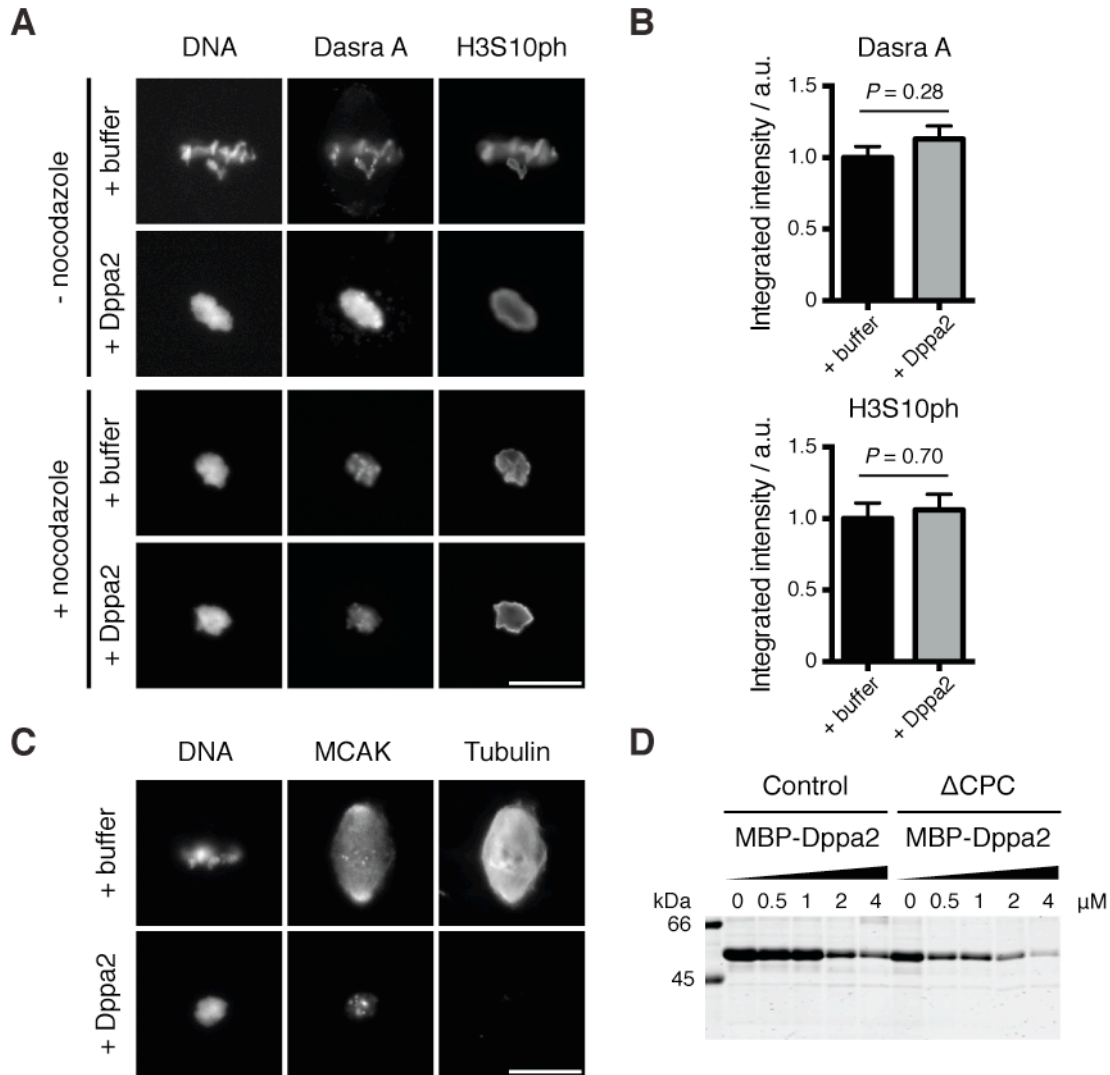 A
DNA Dasra A H3S10ph
- nocodazole
+ buffer
+ Dppa2
+ nocodazole
+ buffer
+ Dppa2
B
Dasra A
P = 0.28
Integrated intensity / a.u.
1.5
1.0
0.5
0
+ buffer
+ Dppa2
H3S10ph
P = 0.70
Integrated intensity / a.u.
1.5
1.0
0.5
0
+ buffer
+ Dppa2
C
DNA MCAK Tubulin
+ buffer
+ Dppa2
D
Control ΔCPC
MBP-Dppa2 MBP-Dppa2
kDa 0 0.5 1 2 4 0 0.5 1 2 4 μM
66
45